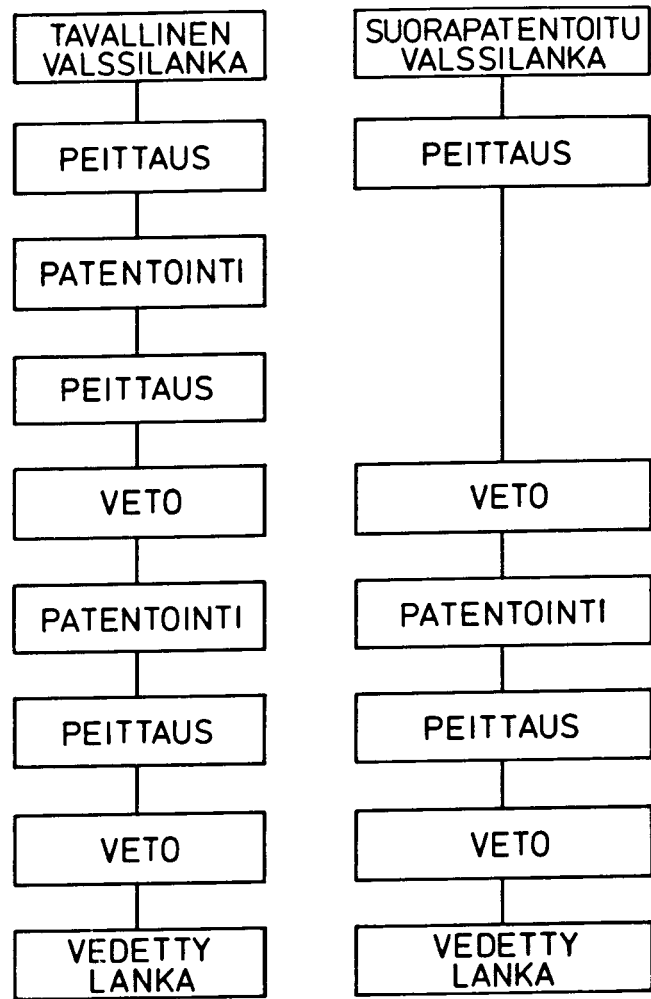 TAVALLINEN
VALSSILANKA
PEITTAUS
PATENTOINTI
PEITTAUS
VETO
PATENTOINTI
PEITTAUS
VETO
VEDETTY
LANKA
SUORAPATENTOITU
VALSSILANKA
PEITTAUS
VETO
PATENTOINTI
PEITTAUS
VETO
VEDETTY
LANKA